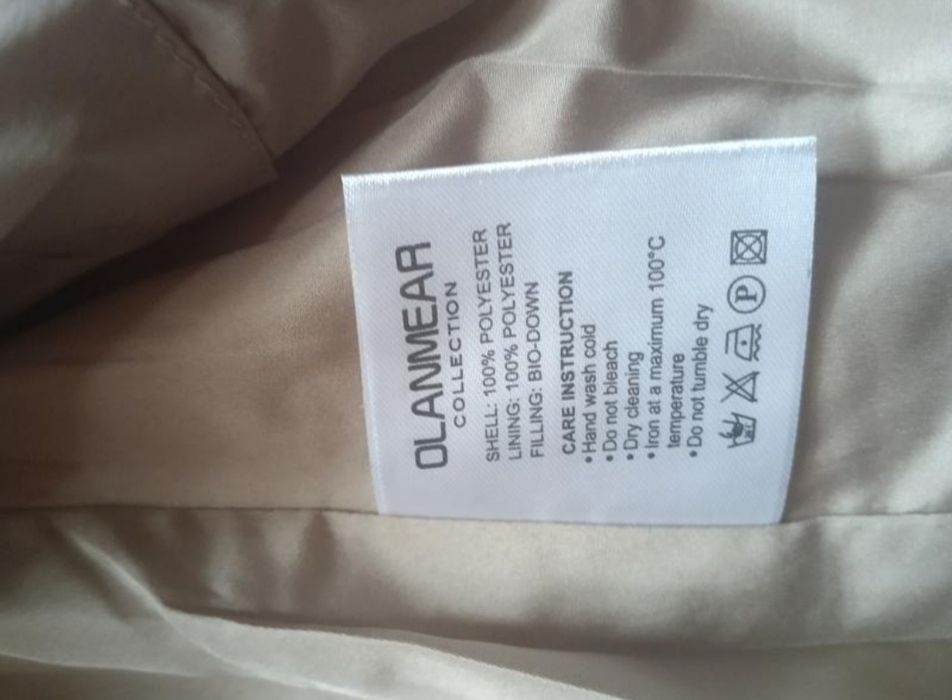 OLANMEAR
COLLECTION
SHELL: 100% POLYESTER
LINING: 100% POLYESTER
FILLING: BIO-DOWN
CARE INSTRUCTION
• Hand wash cold
• Do not bleach
• Dry cleaning
• Iron at a maximum 100°C
temperature
• Do not tumble dry
P